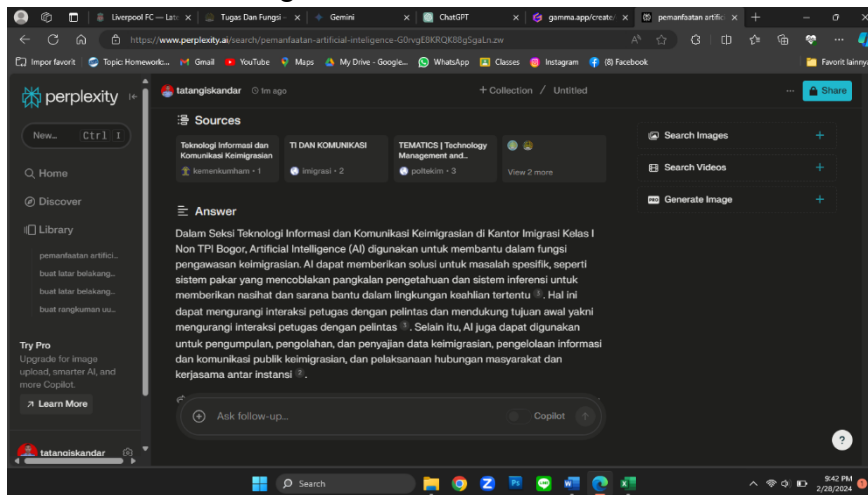 Liverpool FC — Late
Tugas Dan Fungsi -
Gemini
ChatGPT
gamma.app/create/
pemanfaatan artific
https://www.perplexity.ai/search/pemanfaatan-artificial-inteligence-G0rvgE8KRQK88gSgaLn.zw
Impor favorit
Topic: Homework:...
Gmail
YouTube
Maps
My Drive - Google...
WhatsApp
Classes
Instagram
(8) Facebook
Favorit lainnya
perplexity
tatangiskandar
1m ago
+ Collection / Untitled
Share
New... Ctrl I
Home
Discover
Library
pemanfaatan artifici...
buat latar belakang...
buat latar belakang...
buat rangkuman uu...
Try Pro
Upgrade for image
upload, smarter AI, and
more Copilot.
Learn More
tatangiskandar
Sources
Teknologi Informasi dan
Komunikasi Keimigrasian
kemenkumham • 1
TI DAN KOMUNIKASI
imigrasi • 2
TEMATICS | Technology
Management and...
poltekim • 3
View 2 more
Answer
Dalam Seksi Teknologi Informasi dan Komunikasi Keimigrasian di Kantor Imigrasi Kelas I
Non TPI Bogor, Artificial Intelligence (AI) digunakan untuk membantu dalam fungsi
pengawasan keimigrasian. AI dapat memberikan solusi untuk masalah spesifik, seperti
sistem pakar yang mencoblakan pangkalan pengetahuan dan sistem inferensi untuk
memberikan nasihat dan sarana bantu dalam lingkungan keahlian tertentu 3. Hal ini
dapat mengurangi interaksi petugas dengan pelintas dan mendukung tujuan awal yakni
mengurangi interaksi petugas dengan pelintas 3. Selain itu, AI juga dapat digunakan
untuk pengumpulan, pengolahan, dan penyajian data keimigrasian, pengelolaan informasi
dan komunikasi publik keimigrasian, dan pelaksanaan hubungan masyarakat dan
kerjasama antar instansi 2.
Ask follow-up...
Copilot
Search Images
Search Videos
PRO Generate Image
Search
9:42 PM
2/28/2024